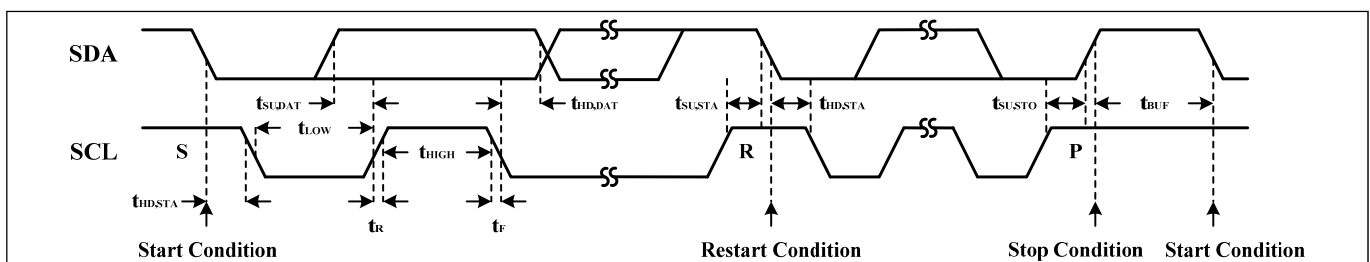 SDA
tSU,DAT tHD,DAT tSU,STA tHD,STA tSU,STO tBUF
tLOW
SCL S tHIGH R P
tHD,STA
tR tF
Start Condition Restart Condition Stop Condition Start Condition